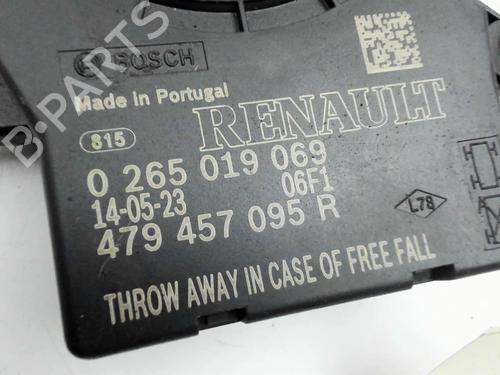 B-PARTS
BOSCH
Made in Portugal
RENAULT
815
0 265 019 069
14-05-23 06F1
479 457 095 R
L78
THROW AWAY IN CASE OF FREE FALL